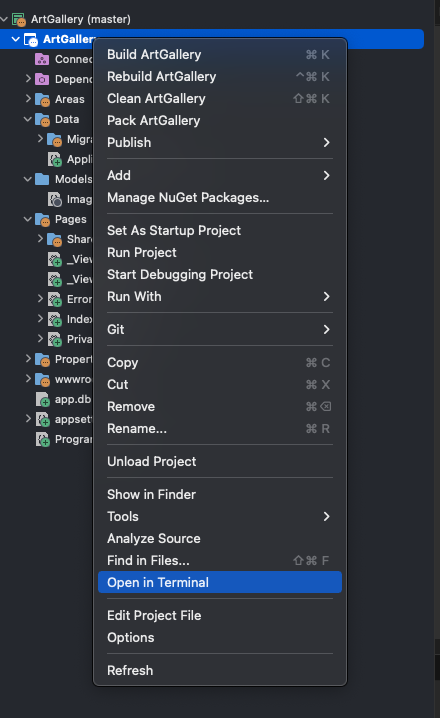 ArtGallery (master)
ArtGallery
Build ArtGallery ⌘ K
Rebuild ArtGallery ^⌘ K
Clean ArtGallery ⇧⌘ K
Pack ArtGallery
Publish
Add
Manage NuGet Packages...
Set As Startup Project
Run Project
Start Debugging Project
Run With
Git
Copy ⌘ C
Cut ⌘ X
Remove ⌘⌫
Rename... ⌘ R
Unload Project
Show in Finder
Tools
Analyze Source
Find in Files... ⇧⌘ F
Open in Terminal
Edit Project File
Options
Refresh
Connec
Depend
Areas
Data
Migra
Appli
Models
Imag
Pages
Share
_View
_View
Error
Index
Priva
Propert
wwwroo
app.db
appsett
Progran